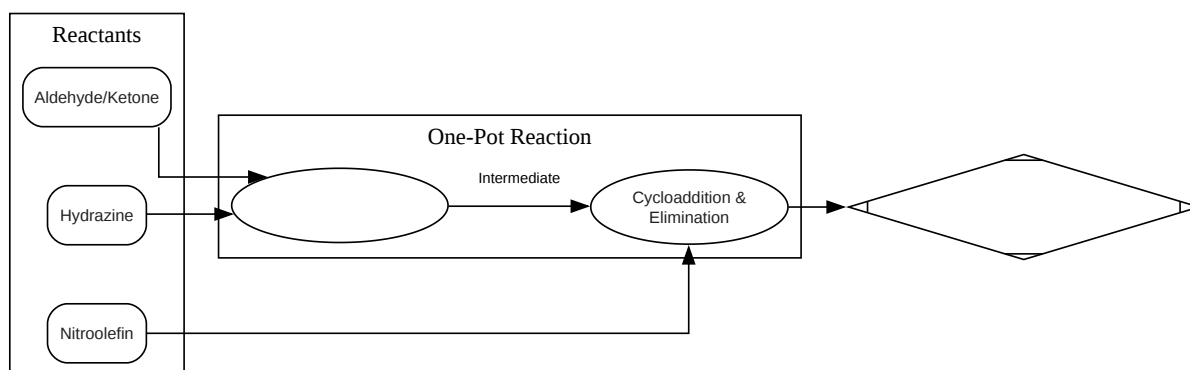 Reactants
Aldehyde/Ketone
One-Pot Reaction
Intermediate
Cycloaddition &
Elimination
Hydrazine
Nitroolefin